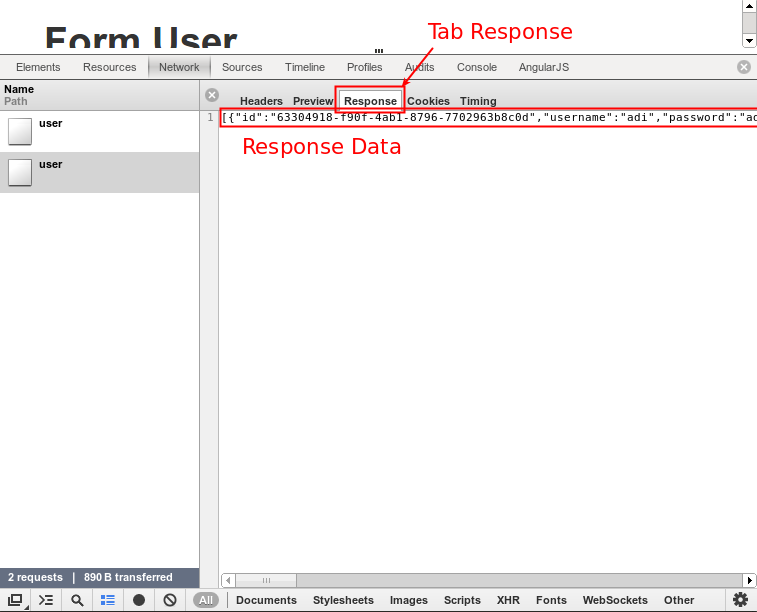 Form User
Tab Response
Elements Resources Network Sources Timeline Profiles Audits Console AngularJS
Name
Path
Headers Preview Response Cookies Timing
user
1 [{"id":"63304918-f90f-4ab1-8796-7702963b8c0d","username":"adi","password":"ad
Response Data
user
2 requests | 890 B transferred
All Documents Stylesheets Images Scripts XHR Fonts WebSockets Other